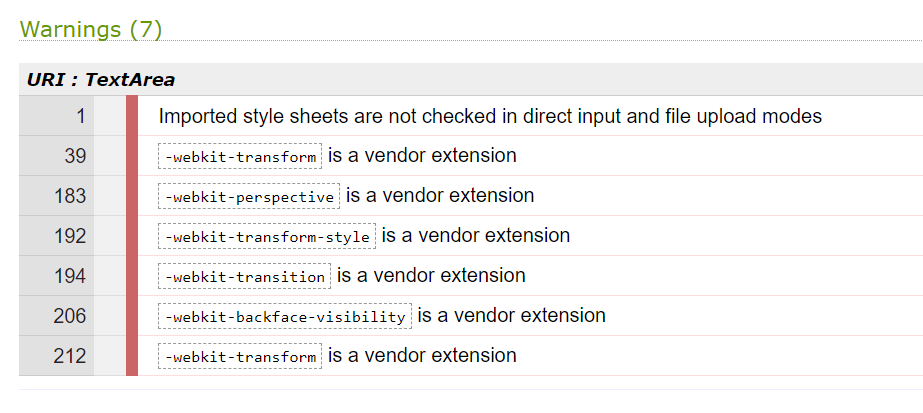 Warnings (7)
URI : TextArea
1 Imported style sheets are not checked in direct input and file upload modes
39 -webkit-transform is a vendor extension
183 -webkit-perspective is a vendor extension
192 -webkit-transform-style is a vendor extension
194 -webkit-transition is a vendor extension
206 -webkit-backface-visibility is a vendor extension
212 -webkit-transform is a vendor extension